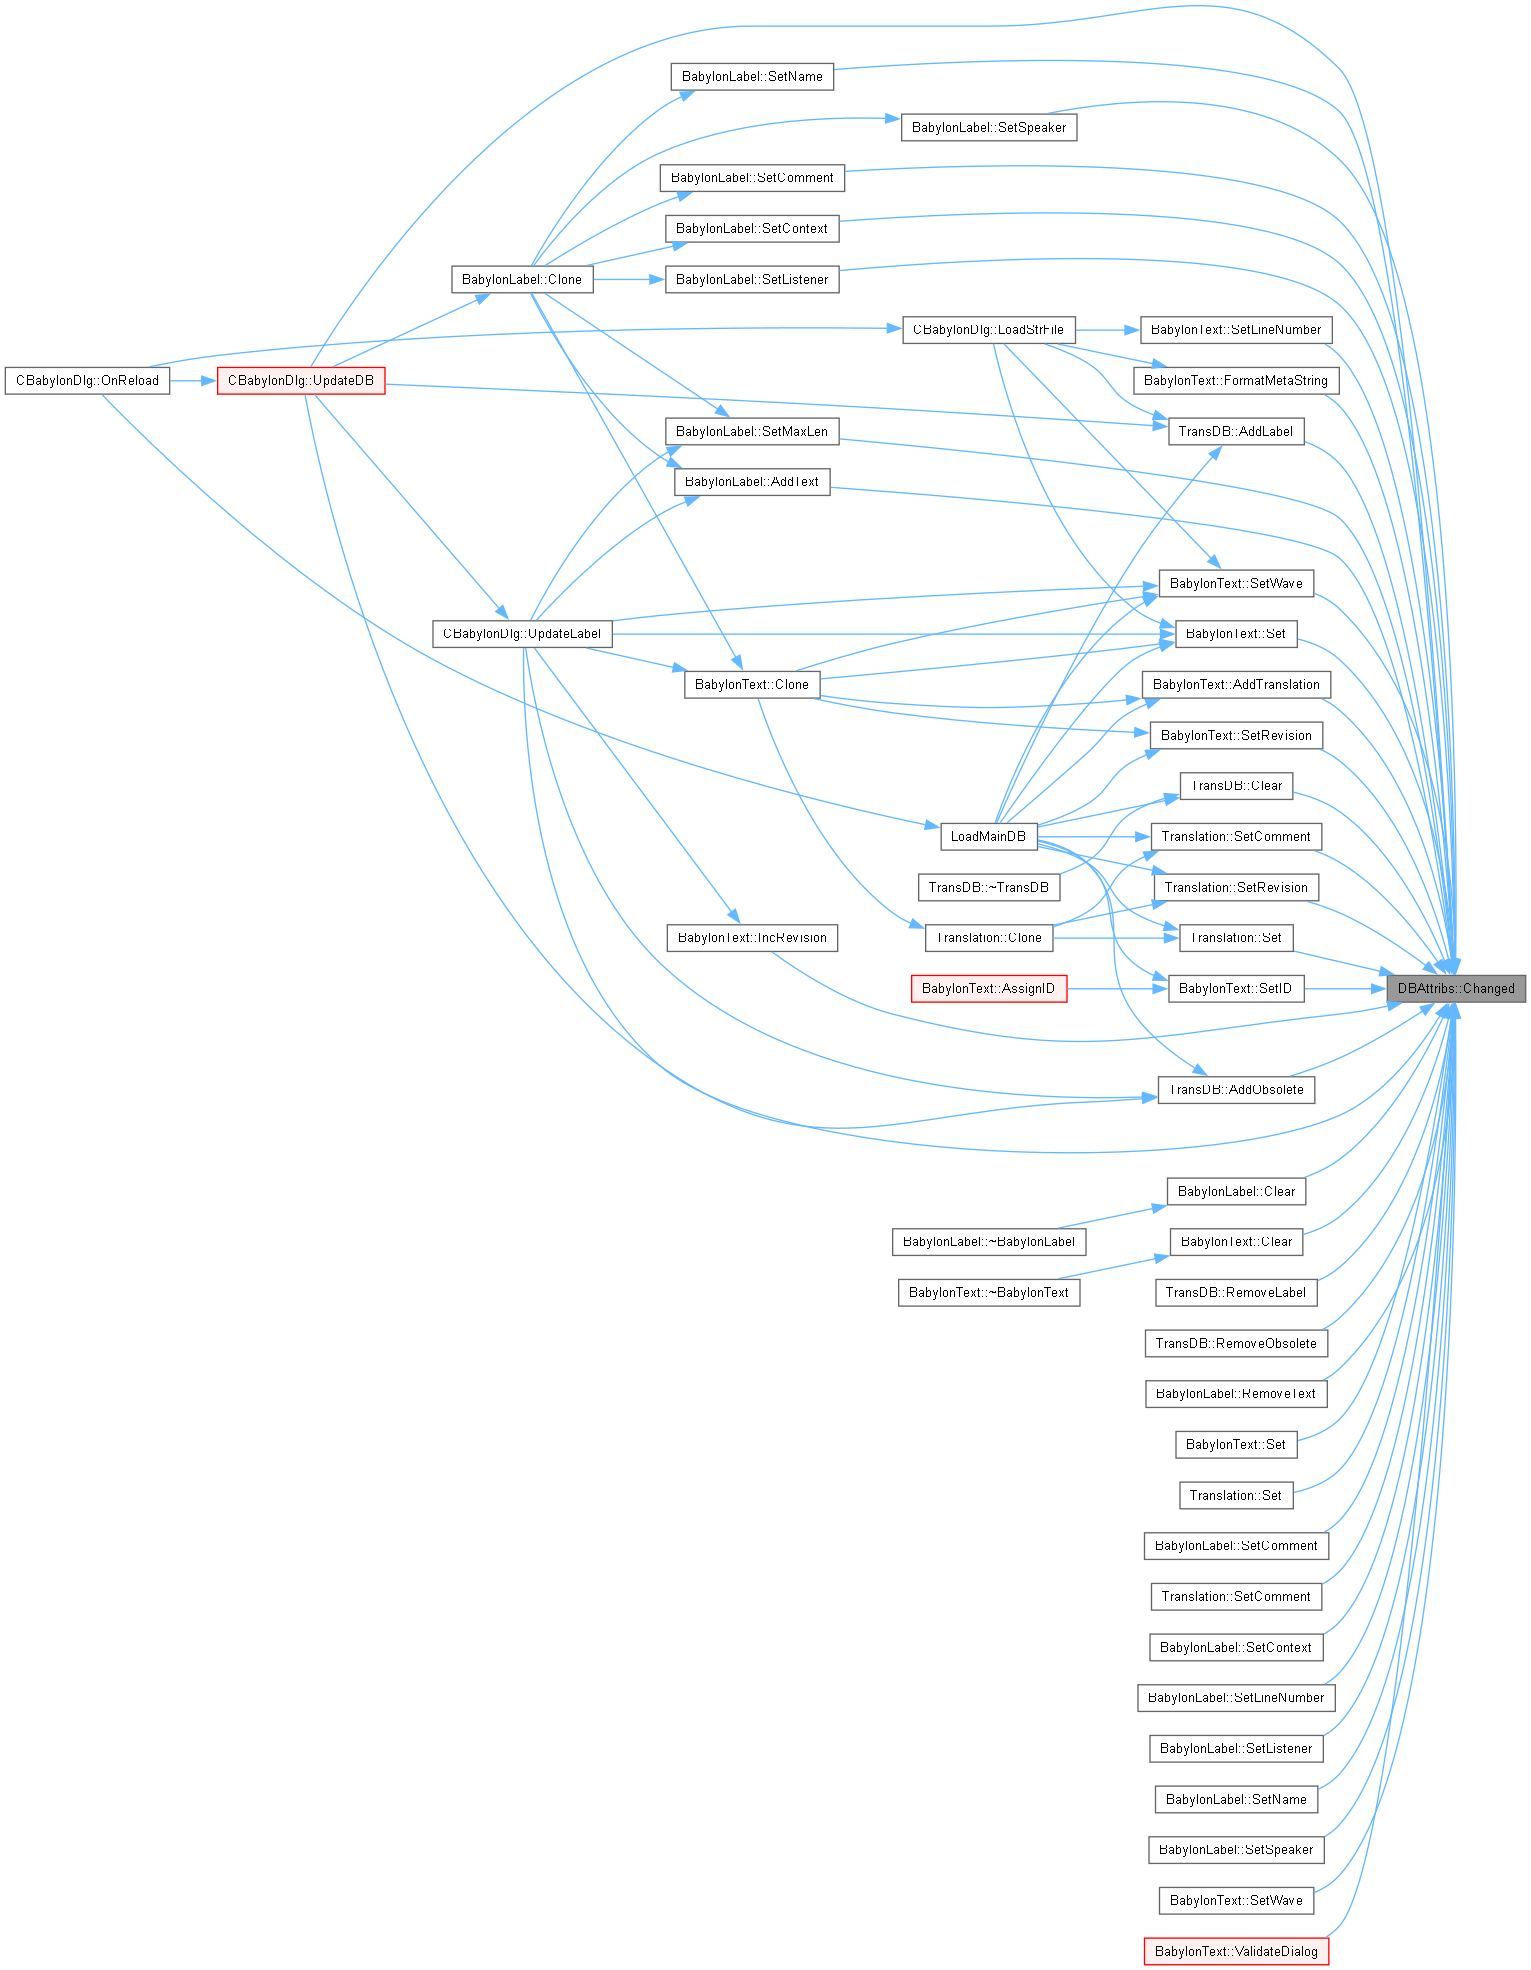 BabylonLabel::SetName
BabylonLabel::SetSpeaker
BabylonLabel::SetComment
BabylonLabel::SetContext
BabylonLabel::Clone
BabylonLabel::SetListener
CBabylonDlg::LoadStrFile
BabylonText::SetLineNumber
CBabylonDlg::OnReload
CBabylonDlg::UpdateDB
BabylonText::FormatMetaString
BabylonLabel::SetMaxLen
TransDB::AddLabel
BabylonLabel::AddText
BabylonText::SetWave
CBabylonDlg::UpdateLabel
BabylonText::Set
BabylonText::Clone
BabylonText::AddTranslation
BabylonText::SetRevision
TransDB::Clear
LoadMainDB
Translation::SetComment
TransDB::~TransDB
Translation::SetRevision
BabylonText::IncRevision
Translation::Clone
Translation::Set
BabylonText::AssignID
BabylonText::SetID
DBAttribs::Changed
TransDB::AddObsolete
BabylonLabel::Clear
BabylonLabel::~BabylonLabel
BabylonText::Clear
BabylonText::~BabylonText
TransDB::RemoveLabel
TransDB::RemoveObsolete
BabylonLabel::RemoveText
BabylonText::Set
Translation::Set
BabylonLabel::SetComment
Translation::SetComment
BabylonLabel::SetContext
BabylonLabel::SetLineNumber
BabylonLabel::SetListener
BabylonLabel::SetName
BabylonLabel::SetSpeaker
BabylonText::SetWave
BabylonText::ValidateDialog